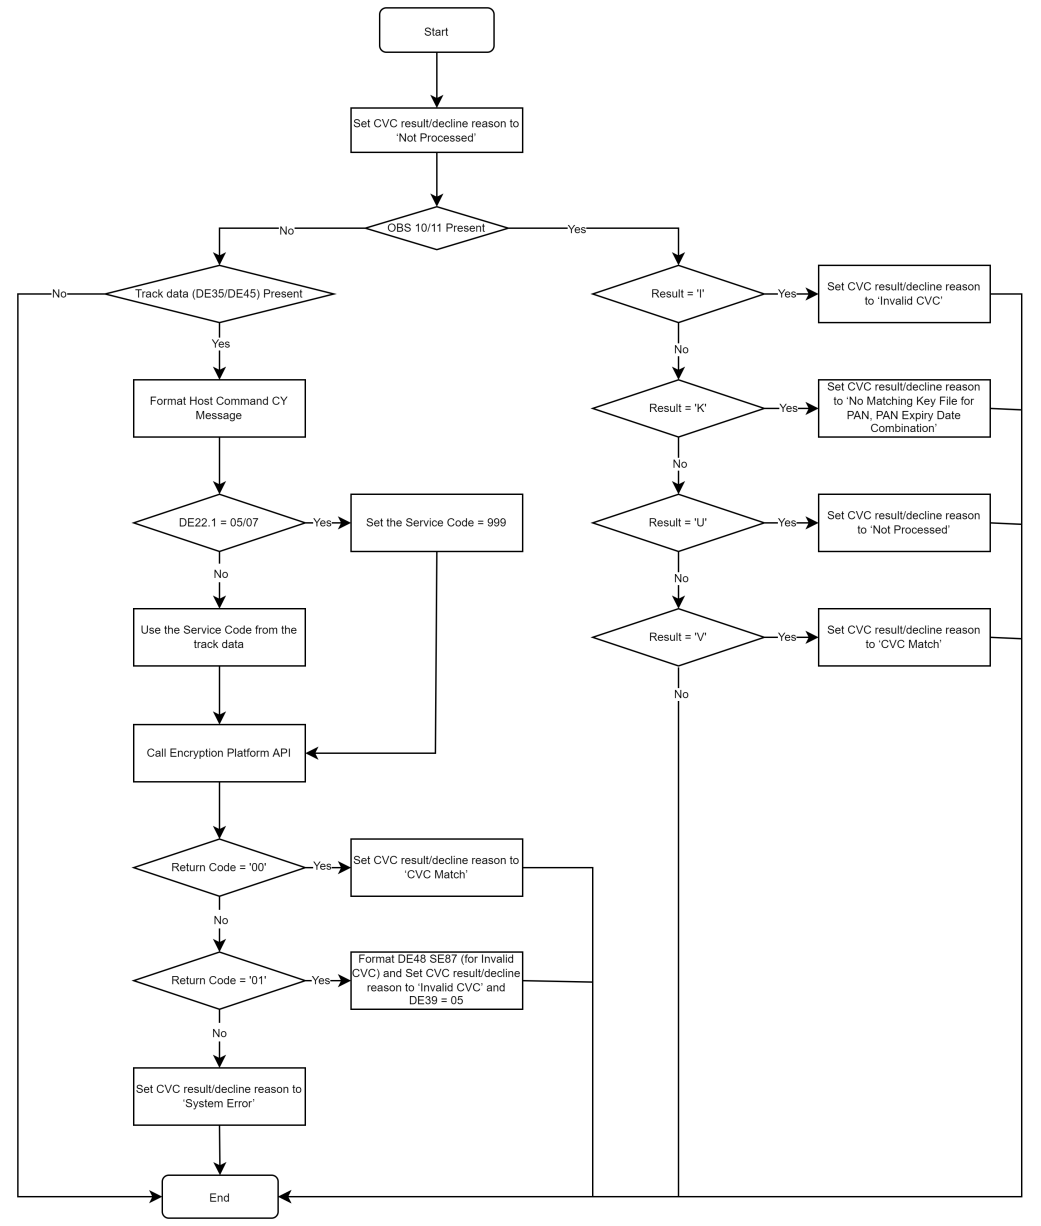 Start
Set CVC result/decline reason to
‘Not Processed’
OBS 10/11 Present
No
Yes
Track data (DE35/DE45) Present
No
Yes
Result = 'I'
Yes
Set CVC result/decline reason
to ‘Invalid CVC’
No
Format Host Command CY
Message
Result = 'K'
Yes
Set CVC result/decline reason
to ‘No Matching Key File for
PAN, PAN Expiry Date
Combination’
No
DE22.1 = 05/07
Yes
Set the Service Code = 999
No
Result = 'U'
Yes
Set CVC result/decline reason
to ‘Not Processed’
No
Use the Service Code from the
track data
Result = 'V'
Yes
Set CVC result/decline reason
to ‘CVC Match’
No
Call Encryption Platform API
Return Code = '00'
Yes
Set CVC result/decline reason to
‘CVC Match’
No
Return Code = '01'
Yes
Format DE48 SE87 (for Invalid
CVC) and Set CVC result/decline
reason to ‘Invalid CVC’ and
DE39 = 05
No
Set CVC result/decline reason to
‘System Error’
End